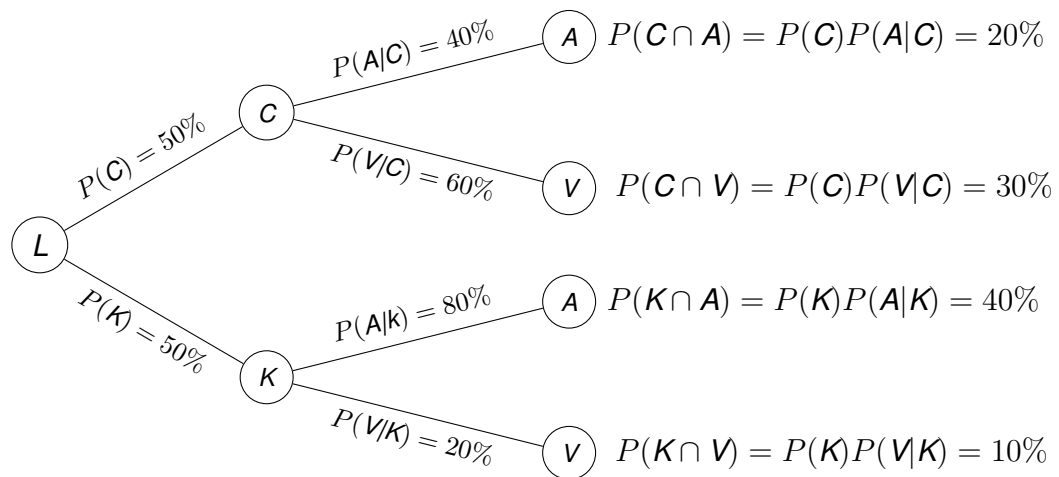 A P(C ∩ A) = P(C)P(A|C) = 20%
P(A|C) = 40%
C
P(C) = 50%
P(V|C) = 60%
V P(C ∩ V) = P(C)P(V|C) = 30%
L
P(K) = 50%
A P(K ∩ A) = P(K)P(A|K) = 40%
P(A|k) = 80%
K
P(V|K) = 20%
V P(K ∩ V) = P(K)P(V|K) = 10%